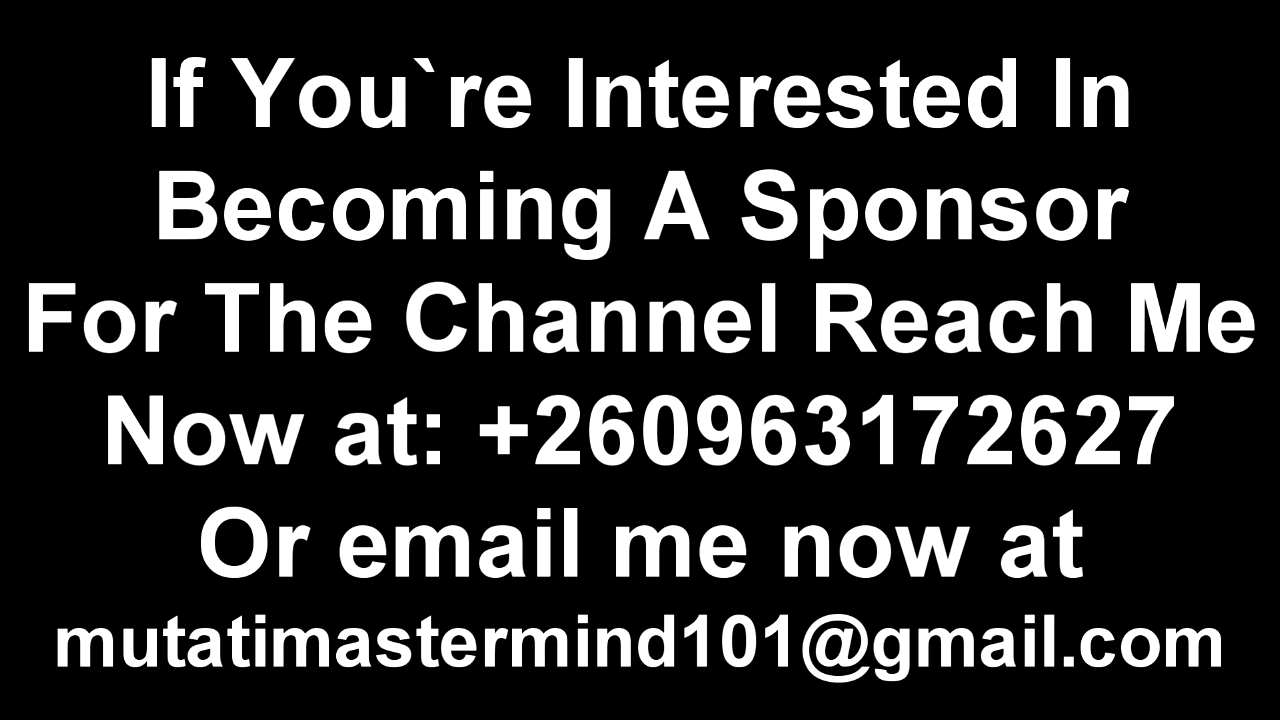 If You`re Interested In
Becoming A Sponsor
For The Channel Reach Me
Now at: +260963172627
Or email me now at
mutatimastermind101@gmail.com